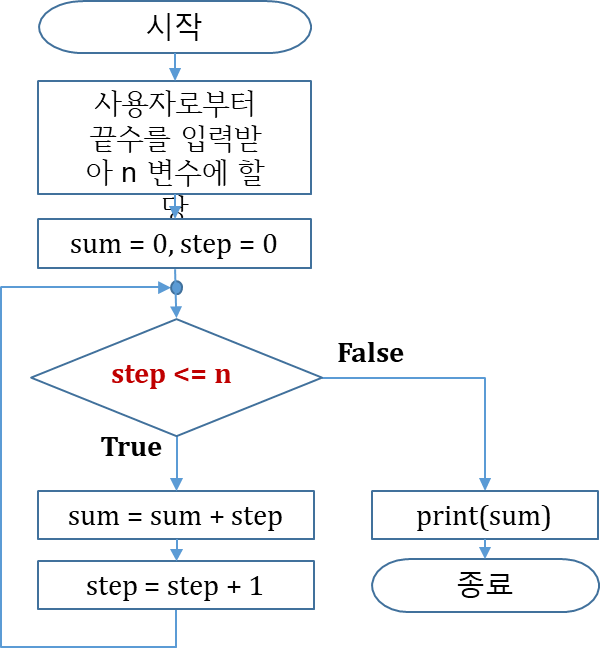 시작
사용자로부터
끝수를 입력받
아 n 변수에 할
당
sum = 0, step = 0
step <= n
False
True
sum = sum + step
print(sum)
step = step + 1
종료